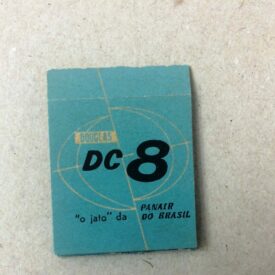 DOUGLAS
DC 8
"o jato" da PANAIR
DO BRASIL